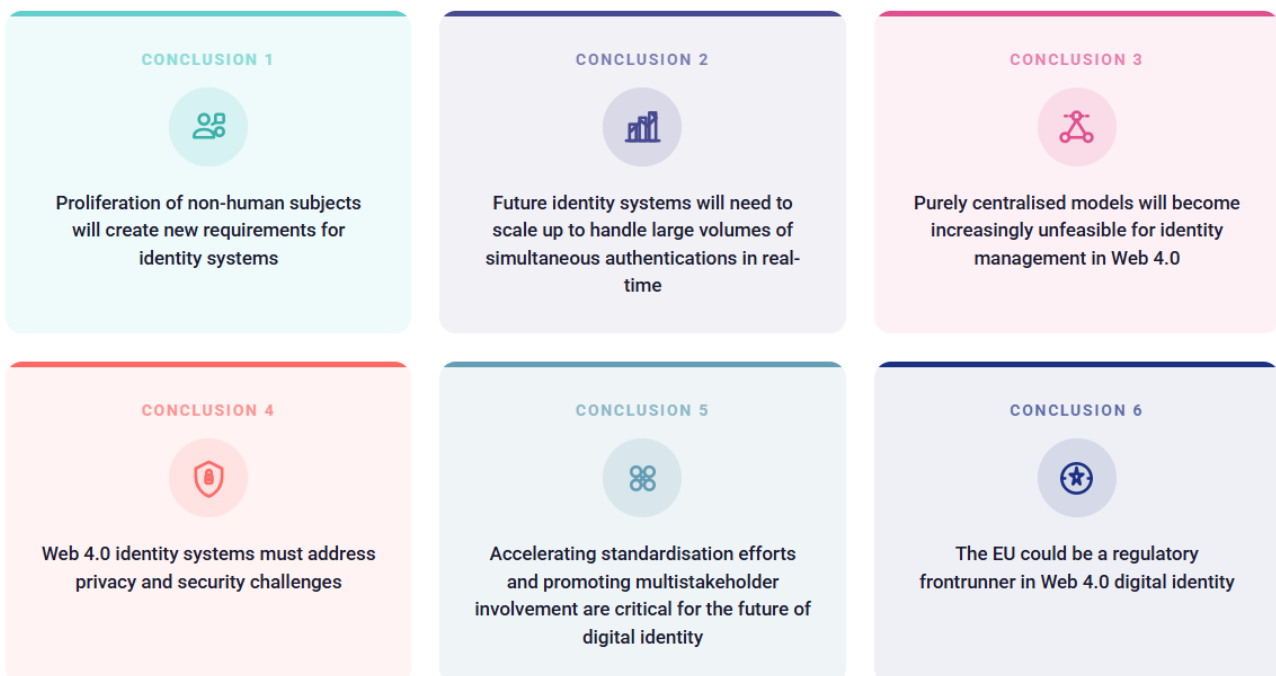 CONCLUSION 1
Proliferation of non-human subjects
will create new requirements for
identity systems
CONCLUSION 2
Future identity systems will need to
scale up to handle large volumes of
simultaneous authentications in real-
time
CONCLUSION 3
Purely centralised models will become
increasingly unfeasible for identity
management in Web 4.0
CONCLUSION 4
Web 4.0 identity systems must address
privacy and security challenges
CONCLUSION 5
Accelerating standardisation efforts
and promoting multistakeholder
involvement are critical for the future of
digital identity
CONCLUSION 6
The EU could be a regulatory
frontrunner in Web 4.0 digital identity